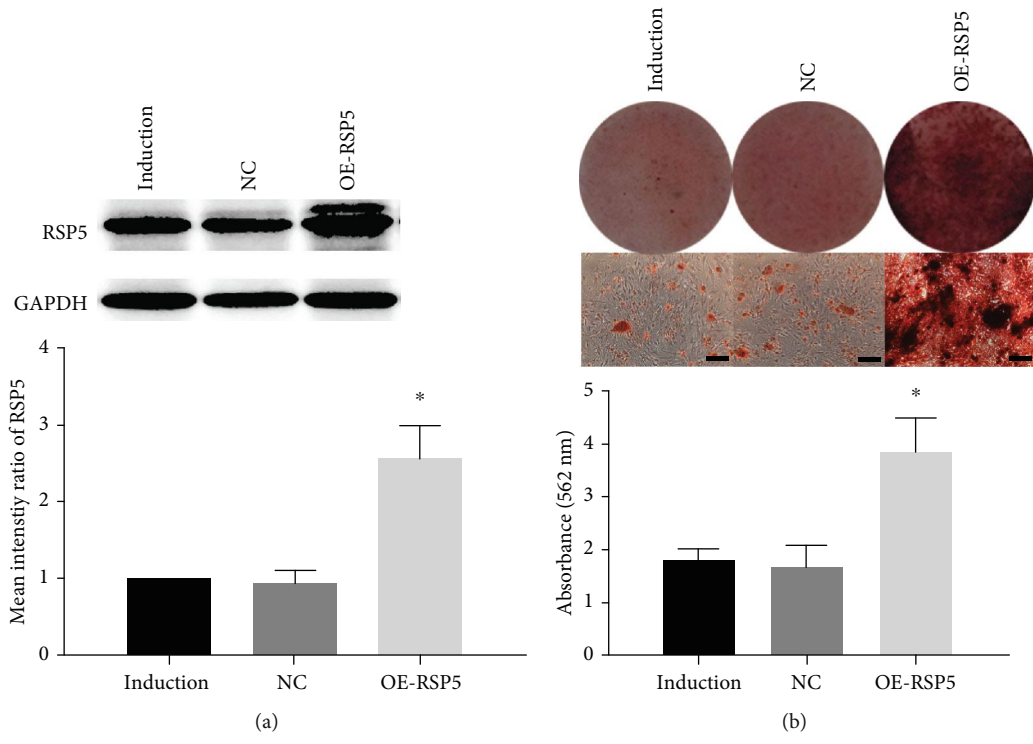 Induction
NC
OE-RSP5
RSP5
GAPDH
4
3
2
1
0
Mean intenstiy ratio of RSP5
*
Induction
NC
OE-RSP5
(a)
Induction
NC
OE-RSP5
5
4
3
2
1
0
Absorbance (562 nm)
*
Induction
NC
OE-RSP5
(b)